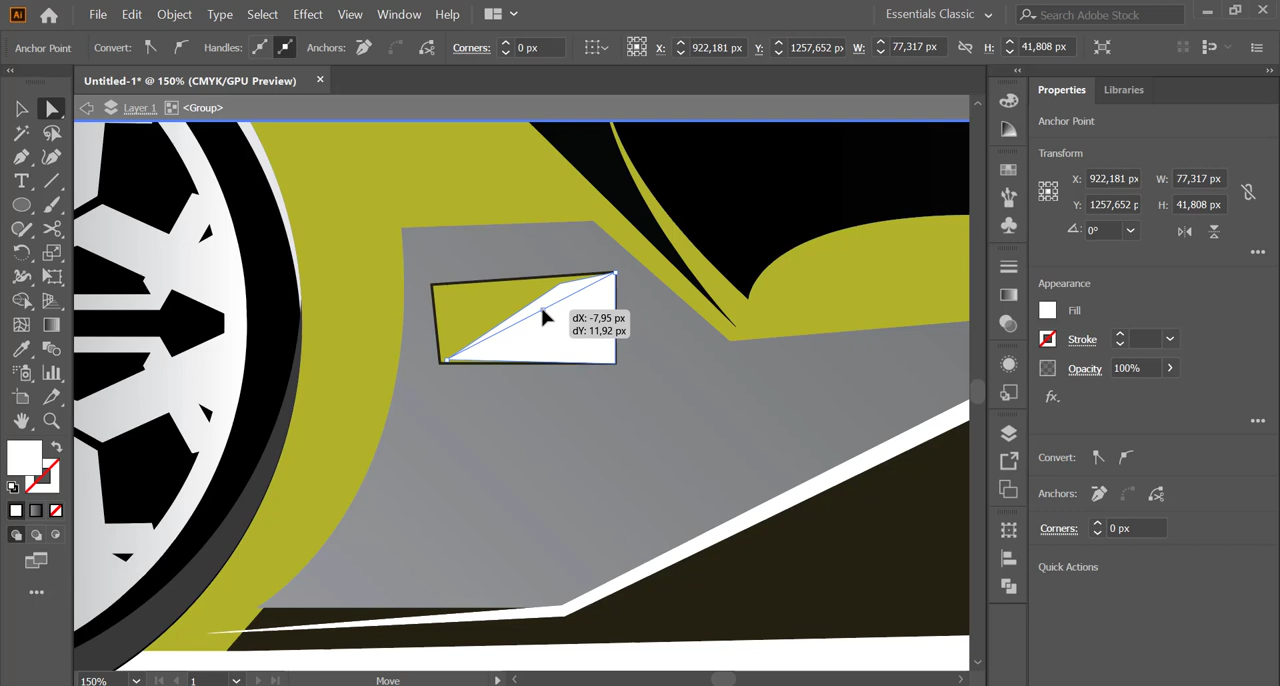 Ai File Edit Object Type Select Effect View Window Help Essentials Classic Search Adobe Stock
Anchor Point Convert: Handles: Anchors: Corners: 0 px X: 922,181 px Y: 1257,652 px W: 77,317 px H: 41,808 px
Untitled-1* @ 150% (CMYK/GPU Preview)
Layer 1 <Group>
dX: -7,95 px
dY: 11,92 px
150% 1 Move
Properties Libraries
Anchor Point
Transform
X: 922,181 px W: 77,317 px
Y: 1257,652 p H: 41,808 px
0°
Appearance
Fill
Stroke
Opacity 100%
fx.
Convert:
Anchors:
Corners: 0 px
Quick Actions